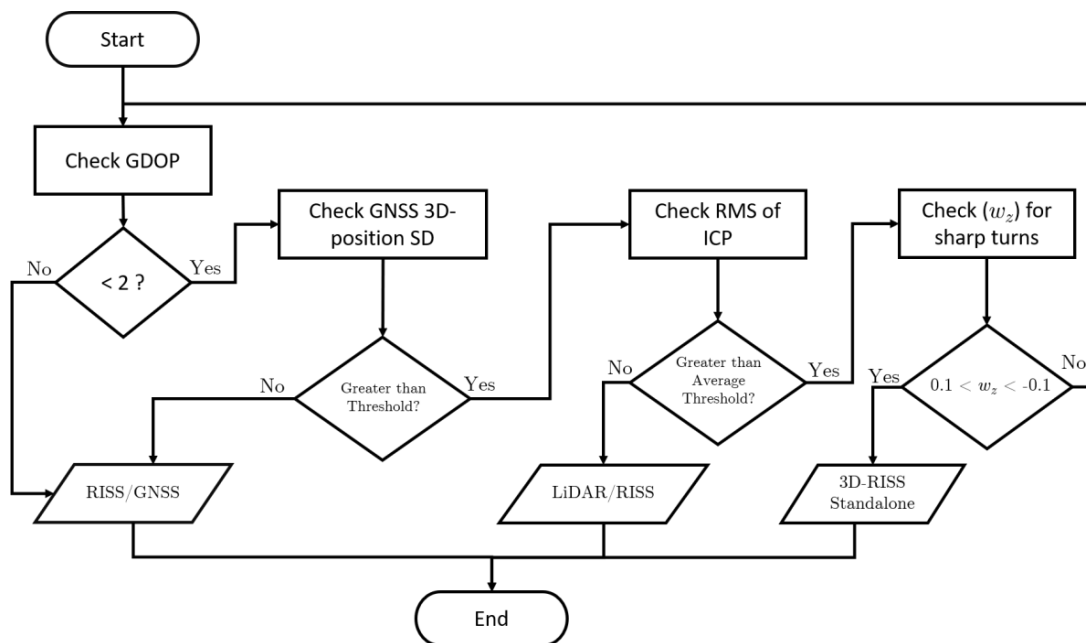 Start
Check GDOP
< 2 ?
No
Yes
Check GNSS 3D-
position SD
Greater than
Threshold?
No
Yes
Check RMS of
ICP
Greater than
Average
Threshold?
No
Yes
Check (w_z) for
sharp turns
0.1 < w_z < -0.1
Yes
No
RISS/GNSS
LiDAR/RISS
3D-RISS
Standalone
End